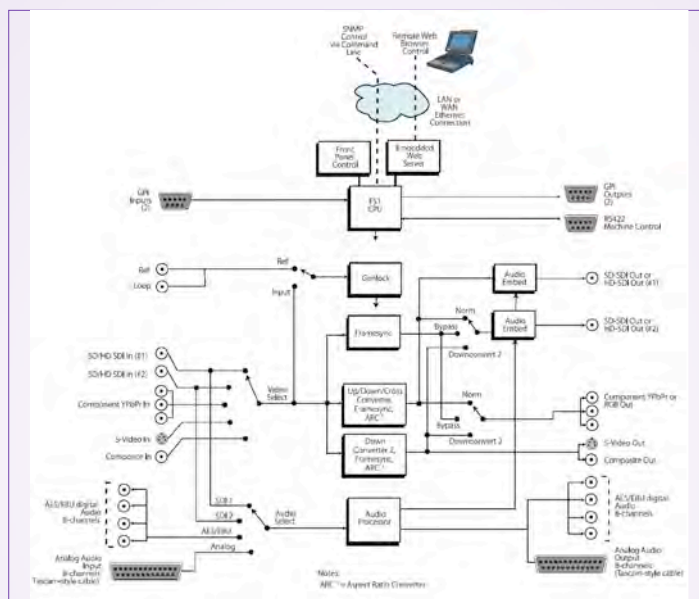 SNMP
Control
via Command
Line
Remote Web
Browser
Control
LAN or
WAN
Ethernet
Connection
Front
Panel
Control
Embedded
Web
Server
GPI
Inputs
(2)
FS1
CPU
GPI
Outputs
(2)
RS422
Machine Control
Ref
Loop
Ref
Input
Genlock
Audio
Embed
SD-SDI Out or
HD-SDI Out (#1)
Framesync
Norm
Bypass
Downconvert 2
Audio
Embed
SD-SDI Out or
HD-SDI Out (#2)
SD/HD SDI In (#1)
SD/HD SDI In (#2)
Component YPbPr In
S-Video In
Composite In
Video
Select
Up/Down/Cross
Converter,
Framesync,
ARC
Norm
Bypass
Downconvert 2
Component YPbPr or
RGB Out
Down
Converter 2,
Framesync,
ARC
S-Video Out
Composite Out
AES/EBU digital
Audio
8-channels
SDI 1
SDI 2
AES/EBU
Analog
Audio
Select
Audio
Processor
AES/EBU digital
Audio
8-channels
Analog Audio
Input
8-channels
(Tascam-style cable)
Analog Audio
Output
8-channels
(Tascam-style cable)
Notes:
= Aspect Ratio Converter